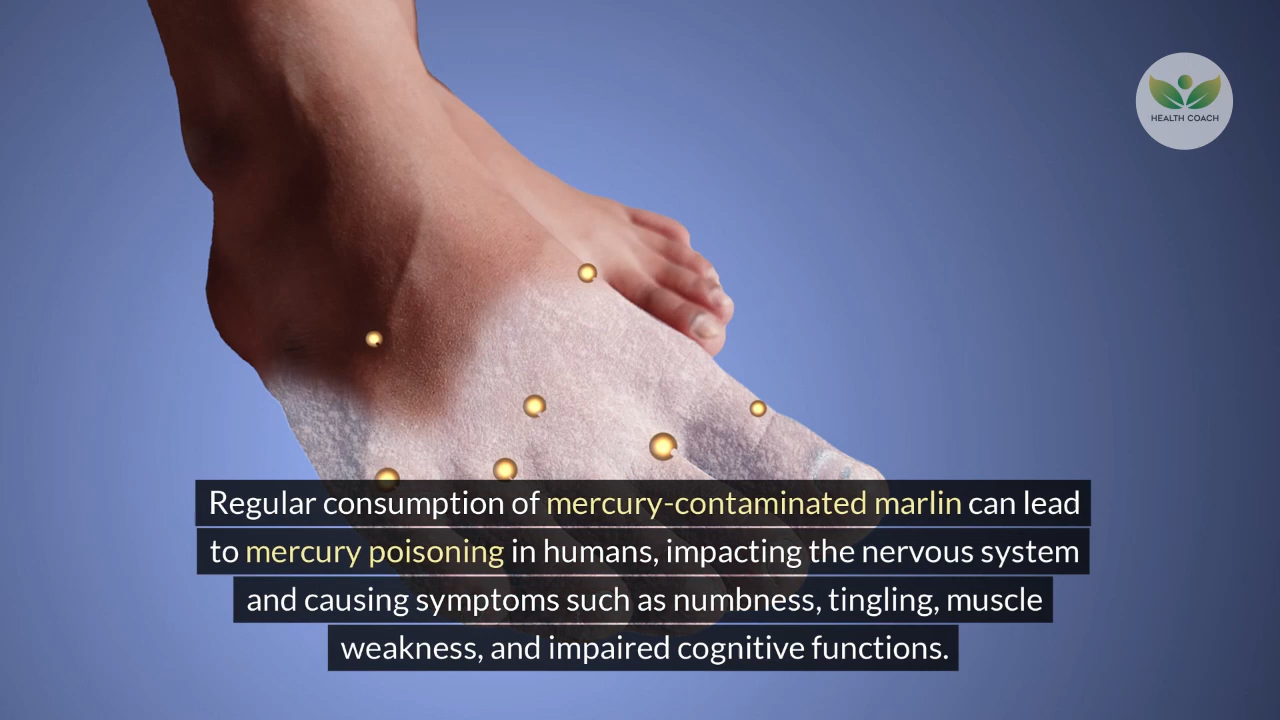 HEALTH COACH
Regular consumption of mercury-contaminated marlin can lead
to mercury poisoning in humans, impacting the nervous system
and causing symptoms such as numbness, tingling, muscle
weakness, and impaired cognitive functions.